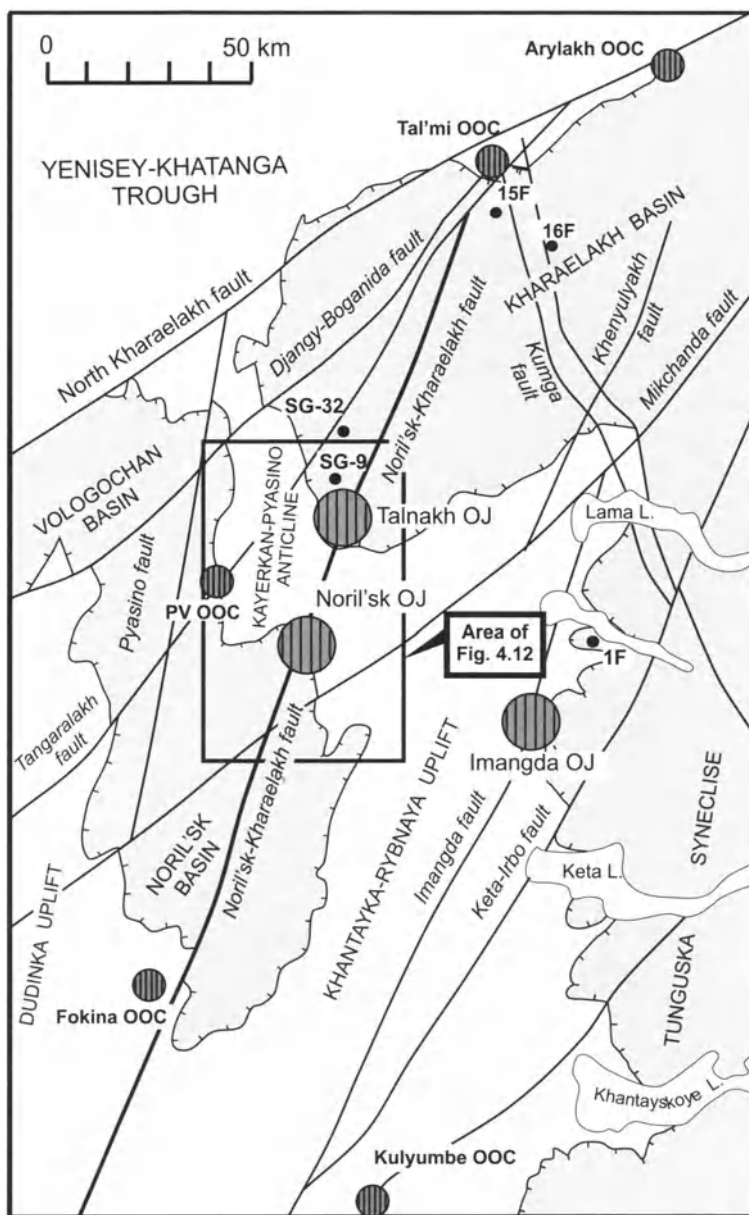 0
50 km
Arylakh OOC
Tal'mi OOC
YENISEY-KHATANGA
TROUGH
15F
16F
KHARAELAKH BASIN
North Kharaelakh fault
Djangy-Boganida fault
Noril'sk-Kharaelakh fault
Kumga
fault
Khenyulyakh
fault
Mikchanda fault
SG-32
SG-9
VOLOGOCHAN
BASIN
Pyasino fault
KAYERKAN-PYASINO
ANTICLINE
Talnakh OJ
Lama L.
PV OOC
Noril'sk OJ
Area of
Fig. 4.12
1F
Tangaralakh
fault
Imangda OJ
NORIL'SK
BASIN
Noril'sk-Kharaelakh fault
KHANTAYKA-RYBNAYA UPLIFT
Imangda fault
Keta-Irbo fault
SYNECLISE
Keta L.
DUDINKA UPLIFT
Fokina OOC
TUNGUSKA
Khantayskoye L.
Kulyumbe OOC